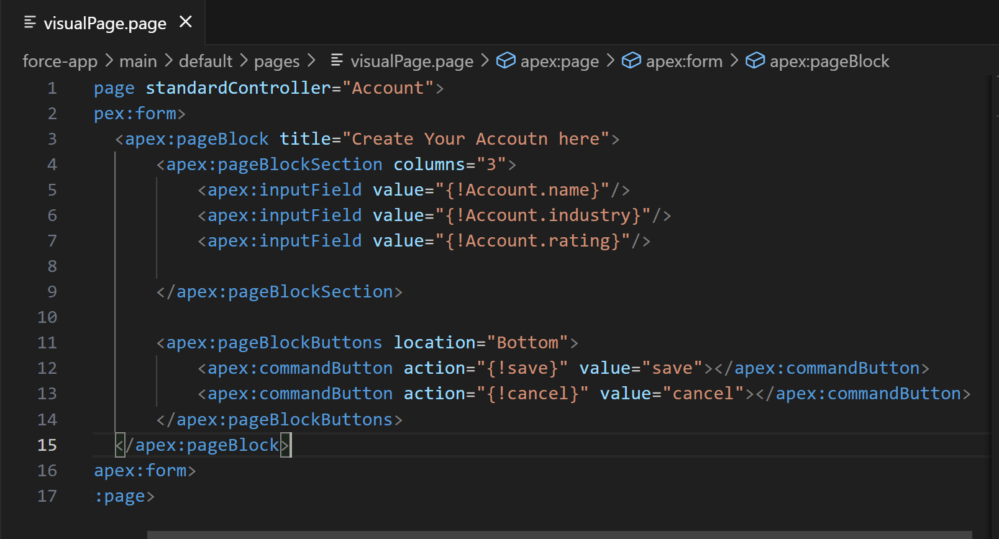 visualPage.page
force-app > main > default > pages > visualPage.page > apex:page > apex:form > apex:pageBlock
1 page standardController="Account">
2 pex:form>
3 <apex:pageBlock title="Create Your Accoutn here">
4 <apex:pageBlockSection columns="3">
5 <apex:inputField value="{!Account.name}"/>
6 <apex:inputField value="{!Account.industry}"/>
7 <apex:inputField value="{!Account.rating}"/>
8
9 </apex:pageBlockSection>
10
11 <apex:pageBlockButtons location="Bottom">
12 <apex:commandButton action="{!save}" value="save"></apex:commandButton>
13 <apex:commandButton action="{!cancel}" value="cancel"></apex:commandButton>
14 </apex:pageBlockButtons>
15 </apex:pageBlock>
16 apex:form>
17 :page>